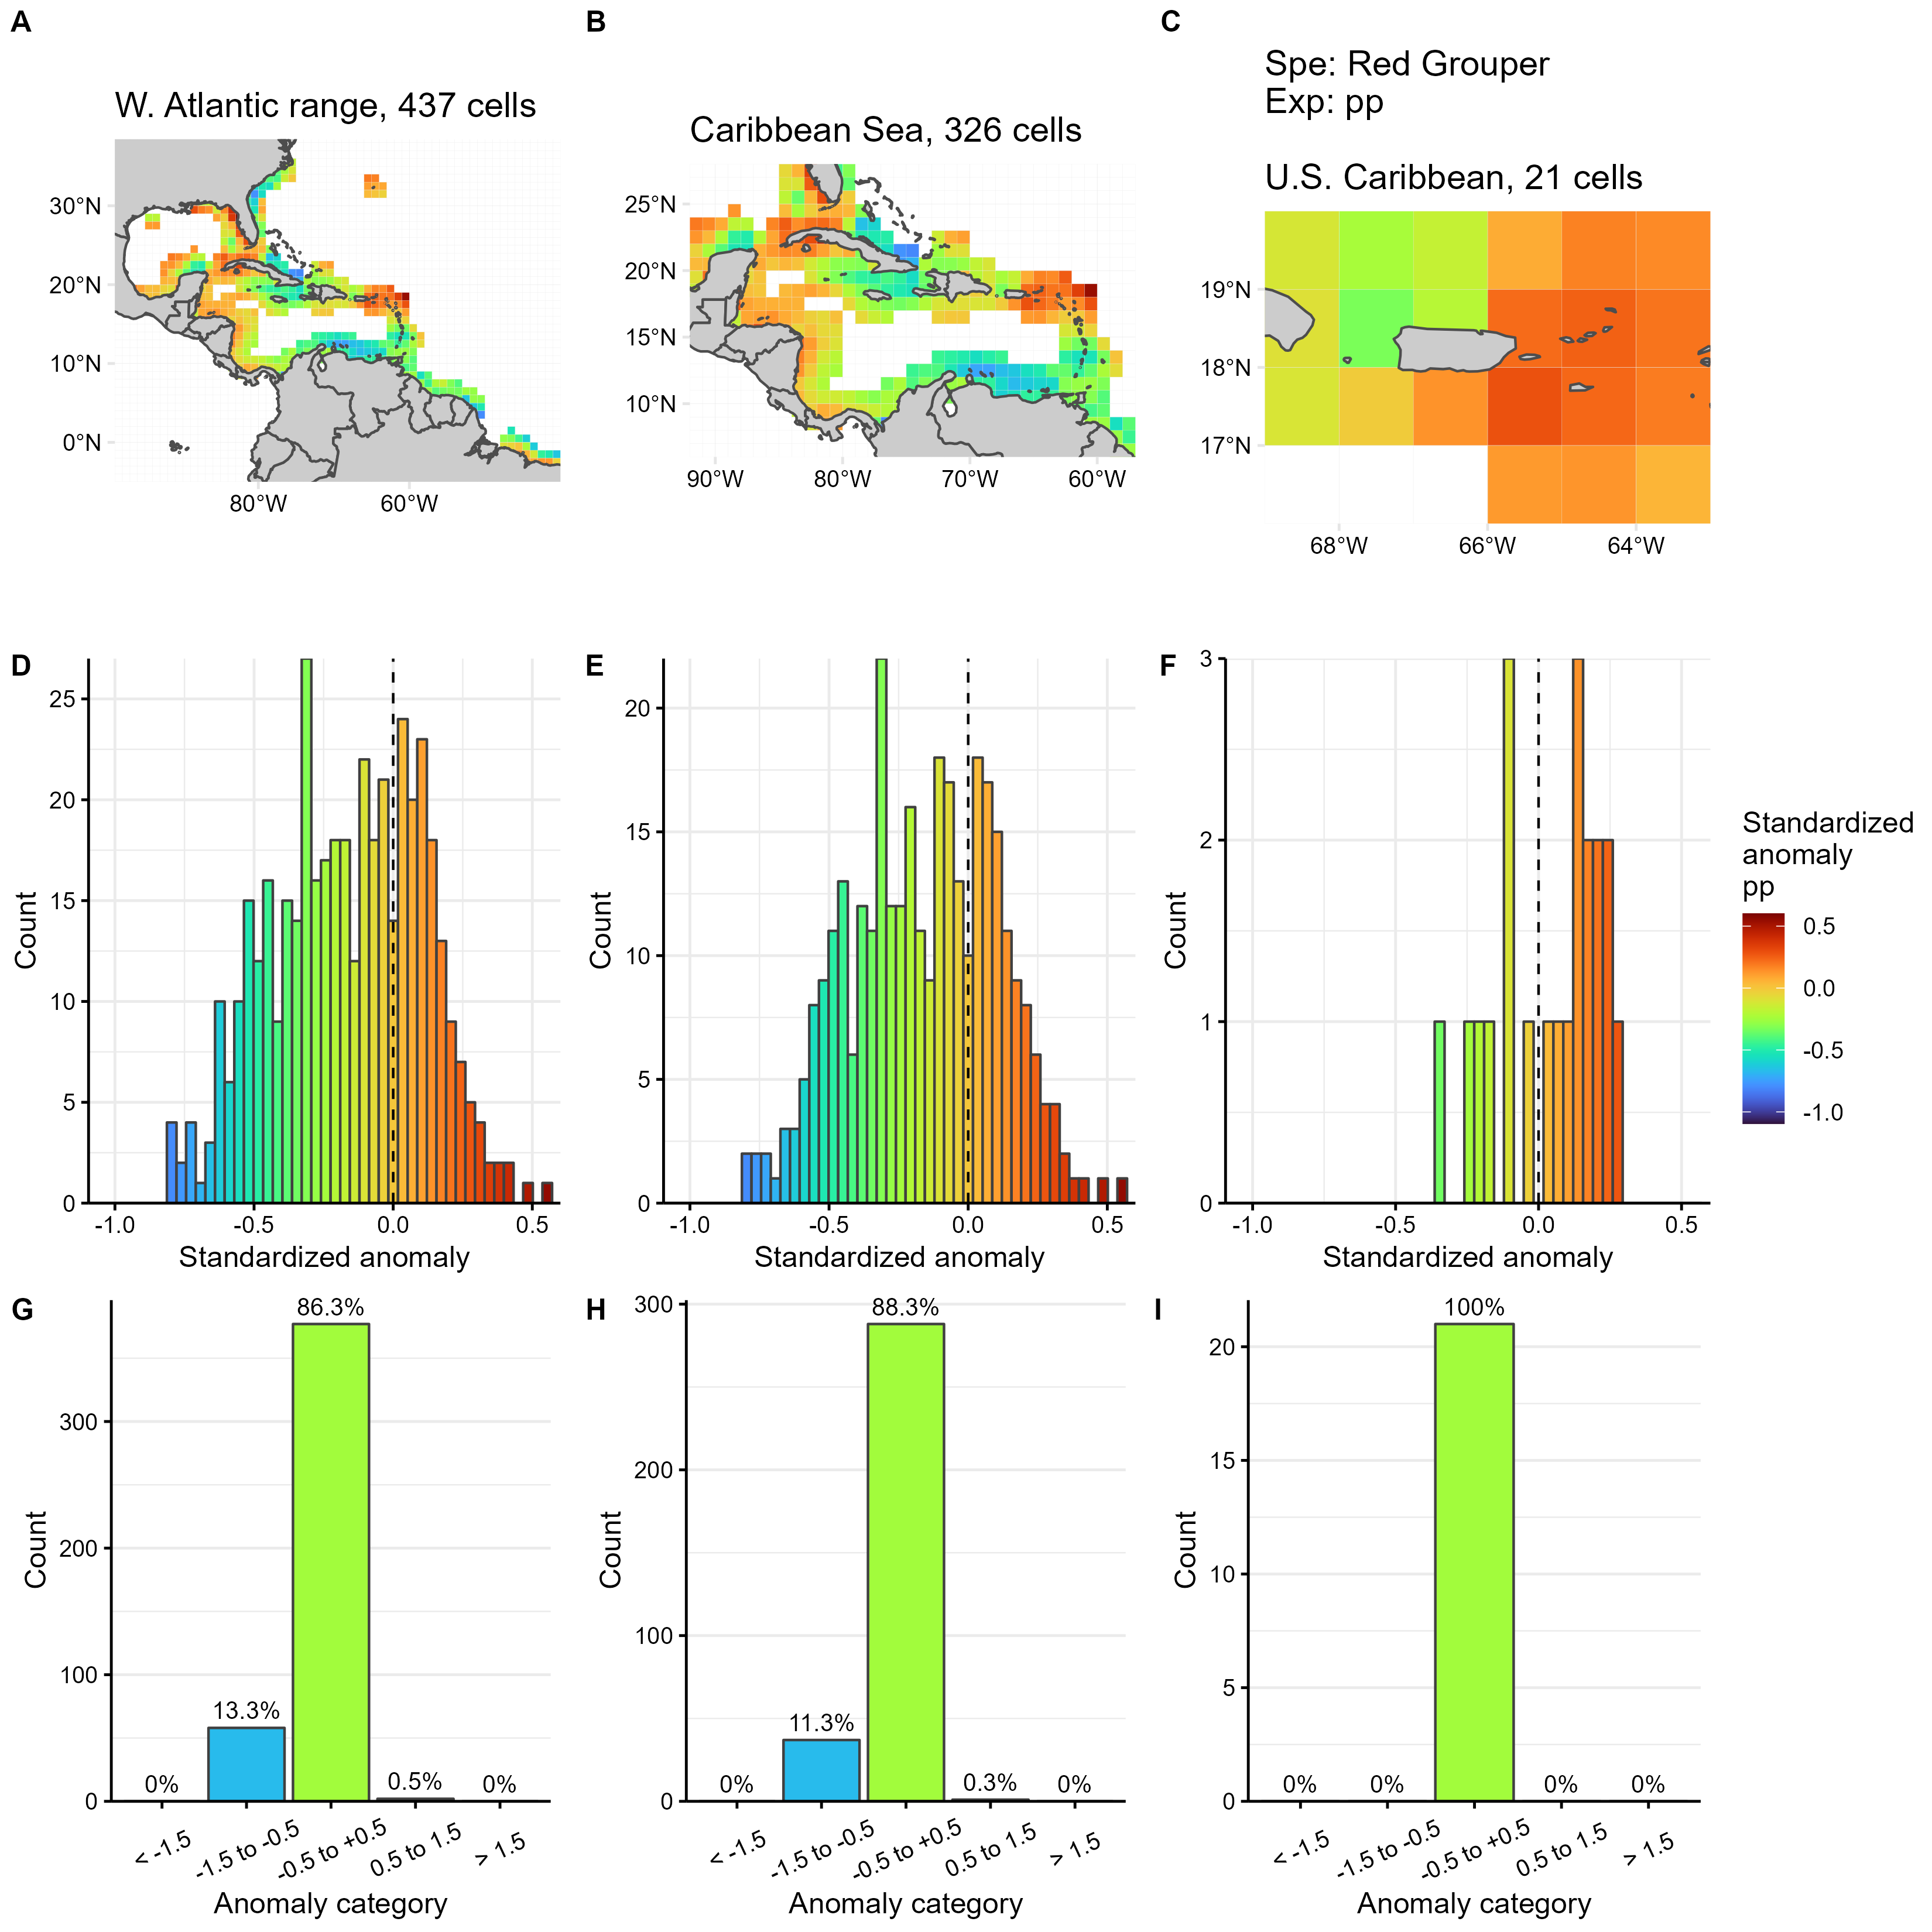 A
B
C
Spe: Red Grouper
Exp: pp
W. Atlantic range, 437 cells
Caribbean Sea, 326 cells
U.S. Caribbean, 21 cells
30°N
20°N
10°N
0°N
80°W
60°W
25°N
20°N
15°N
10°N
90°W
80°W
70°W
60°W
19°N
18°N
17°N
68°W
66°W
64°W
D
Count
25
20
15
10
5
0
-1.0
-0.5
0.0
0.5
Standardized anomaly
E
Count
20
15
10
5
0
-1.0
-0.5
0.0
0.5
Standardized anomaly
F
Count
3
2
1
0
-1.0
-0.5
0.0
0.5
Standardized anomaly
Standardized
anomaly
pp
0.5
0.0
-0.5
-1.0
G
Count
300
200
100
0
0%
13.3%
86.3%
0.5%
0%
< -1.5
-1.5 to -0.5
-0.5 to +0.5
0.5 to 1.5
> 1.5
Anomaly category
H
Count
300
200
100
0
0%
11.3%
88.3%
0.3%
0%
< -1.5
-1.5 to -0.5
-0.5 to +0.5
0.5 to 1.5
> 1.5
Anomaly category
I
Count
20
15
10
5
0
0%
0%
100%
0%
0%
< -1.5
-1.5 to -0.5
-0.5 to +0.5
0.5 to 1.5
> 1.5
Anomaly category